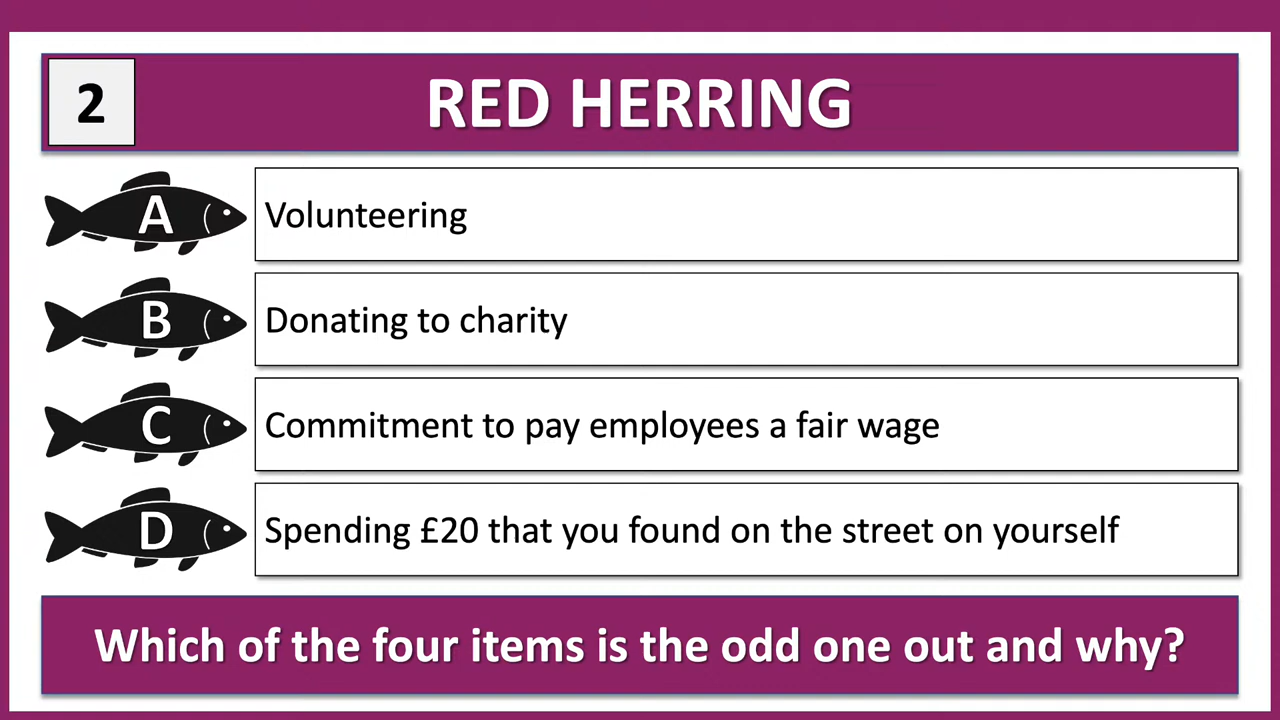 2
RED HERRING
A
Volunteering
B
Donating to charity
C
Commitment to pay employees a fair wage
D
Spending £20 that you found on the street on yourself
Which of the four items is the odd one out and why?